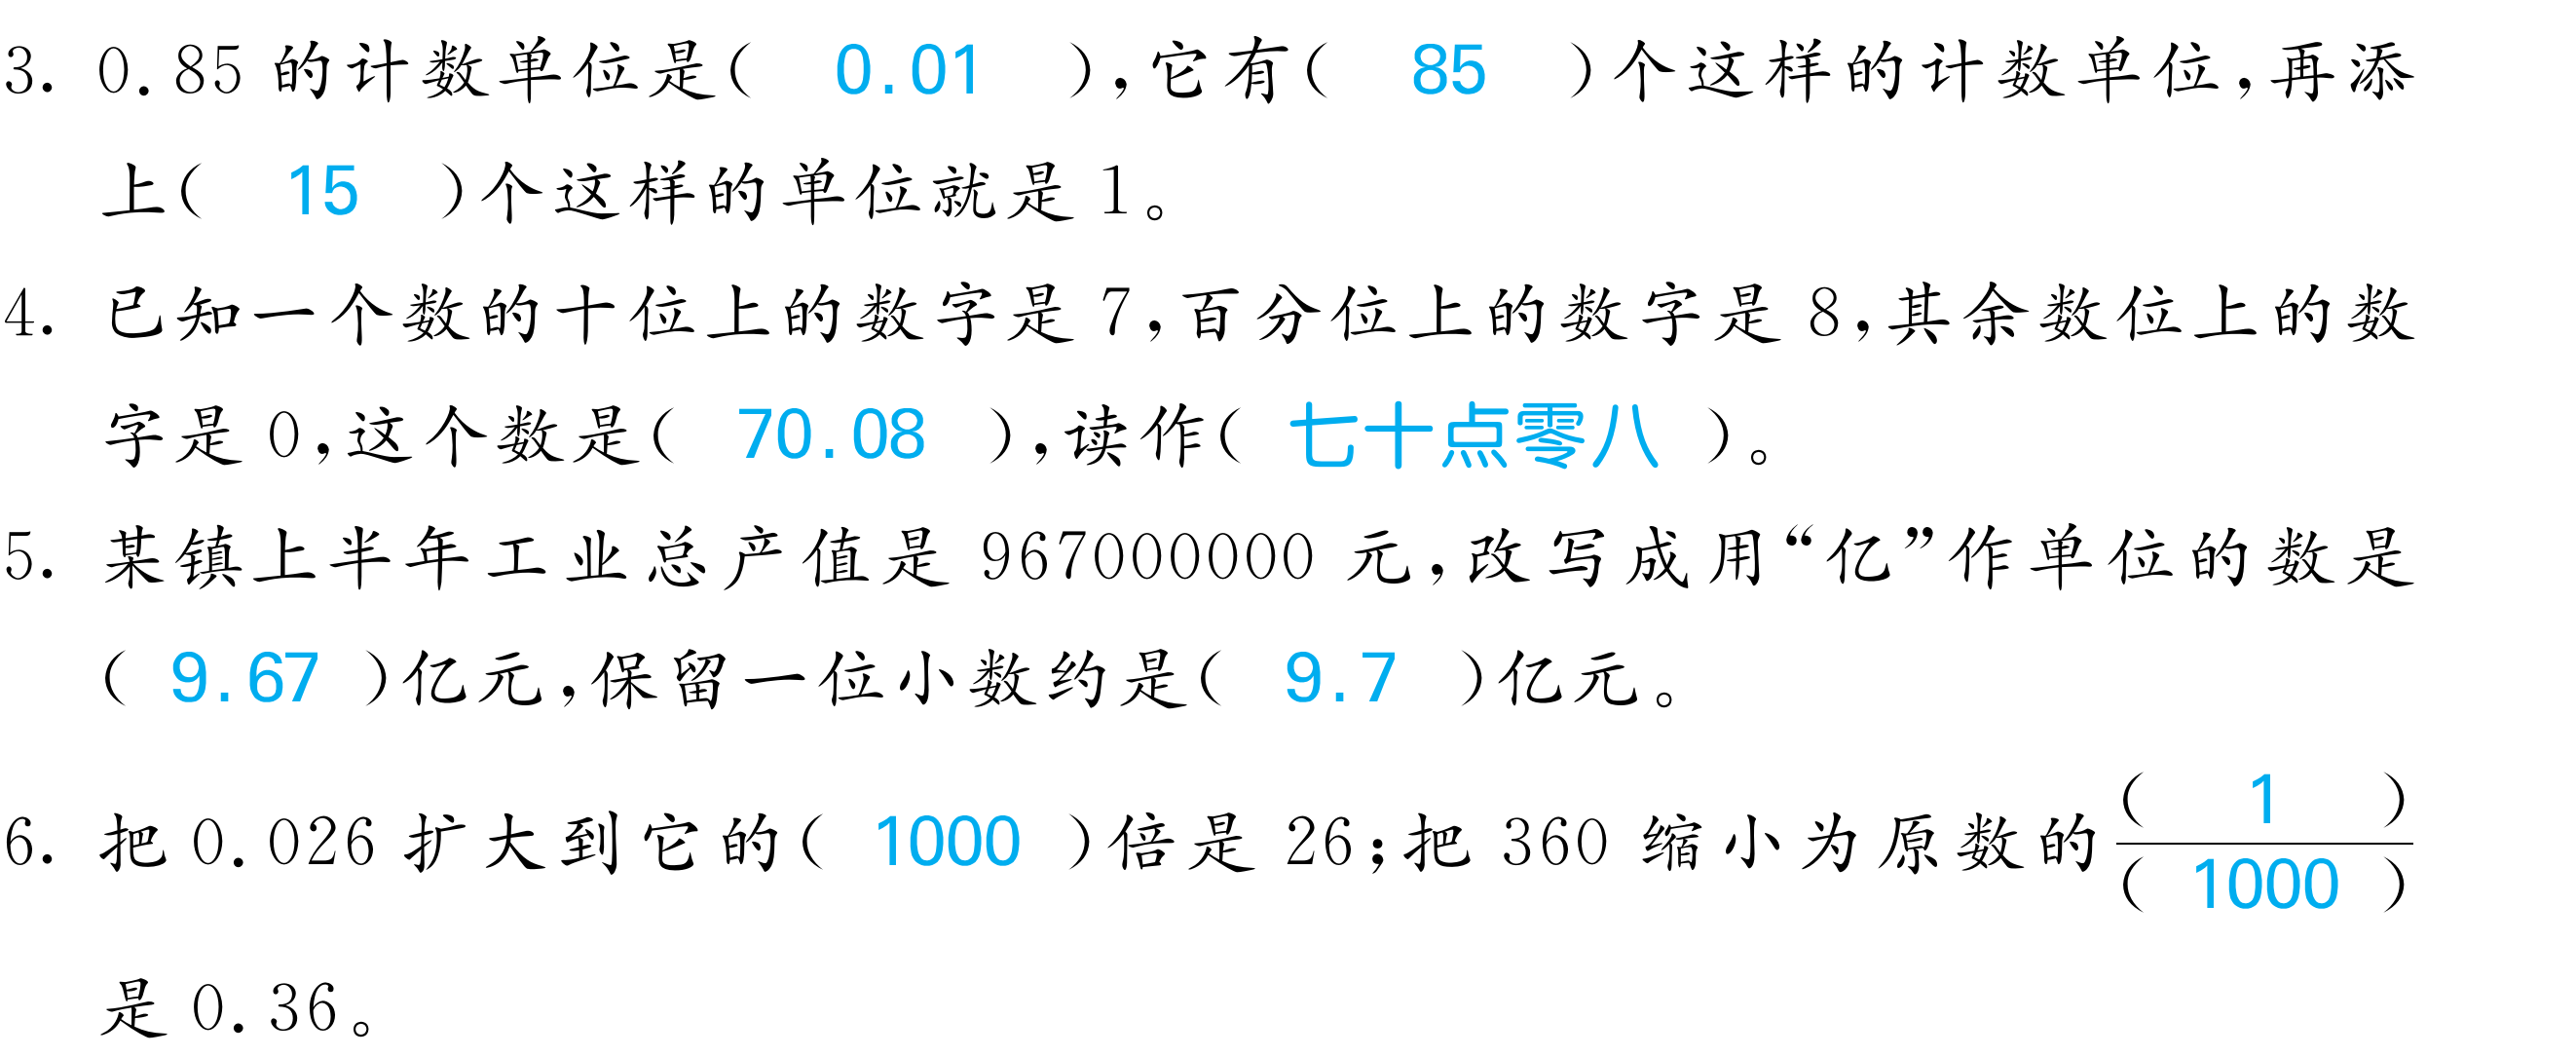 3. 0.85 的计数单位是( 0.01 ),它有( 85 )个这样的计数单位,再添
上( 15 )个这样的单位就是 1。
4. 已知一个数的十位上的数字是 7,百分位上的数字是 8,其余数位上的数
字是 0,这个数是( 70.08 ),读作( 七十点零八 )。
5. 某镇上半年工业总产值是 967000000 元,改写成用“亿”作单位的数是
( 9.67 )亿元,保留一位小数约是( 9.7 )亿元。
6. 把 0.026 扩大到它的( 1000 )倍是 26;把 360 缩小为原数的 ( 1 )/( 1000 )
是 0.36。